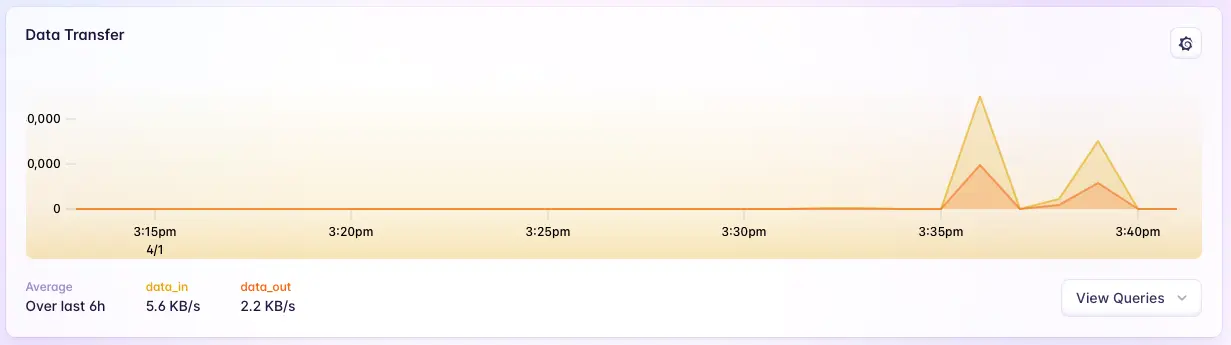 Data Transfer
0,000
0,000
0
3:15pm 3:20pm 3:25pm 3:30pm 3:35pm 3:40pm
4/1
Average data_in data_out
Over last 6h 5.6 KB/s 2.2 KB/s
View Queries